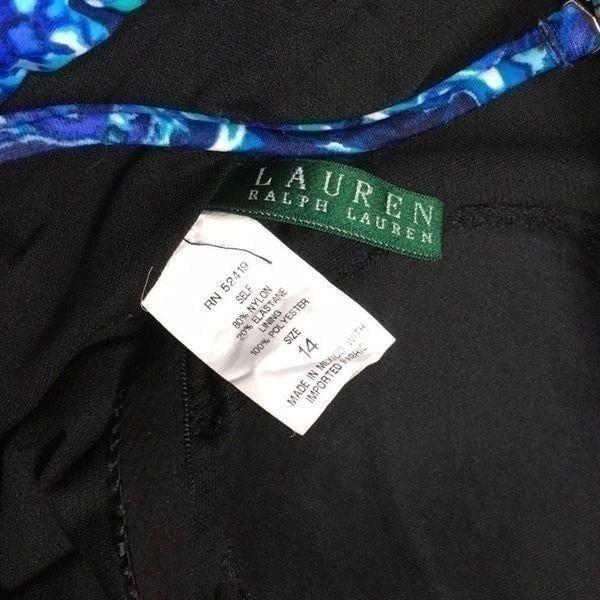 LAUREN
RALPH LAUREN
RN 52419
SELF
80% NYLON
20% ELASTANE
LINING
100% POLYESTER
SIZE
14
MADE IN MEXICO WITH
IMPORTED FABRIC